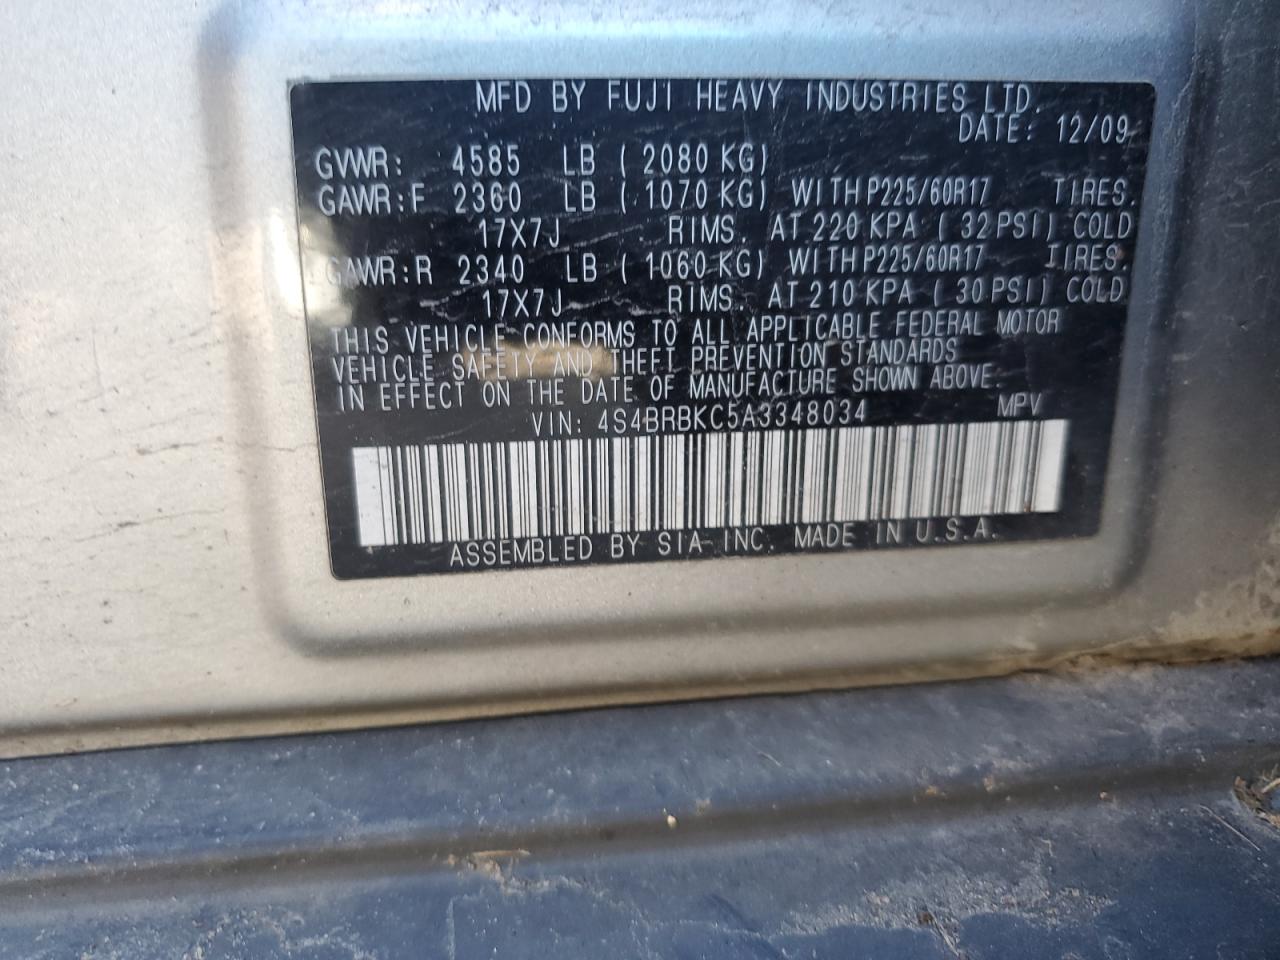 MFD BY FUJI HEAVY INDUSTRIES LTD.
DATE: 12/09
GVWR: 4585 LB ( 2080 KG)
GAWR:F 2360 LB ( 1070 KG) WITH P225/60R17 TIRES.
17X7J RIMS. AT 220 KPA ( 32 PSI) COLD
GAWR:R 2340 LB ( 1060 KG) WITH P225/60R17 TIRES.
17X7J RIMS. AT 210 KPA ( 30 PSI) COLD
THIS VEHICLE CONFORMS TO ALL APPLICABLE FEDERAL MOTOR
VEHICLE SAFETY AND THEFT PREVENTION STANDARDS
IN EFFECT ON THE DATE OF MANUFACTURE SHOWN ABOVE.
VIN: 4S4BRBKC5A3348034 MPV
ASSEMBLED BY SIA INC. MADE IN U.S.A.